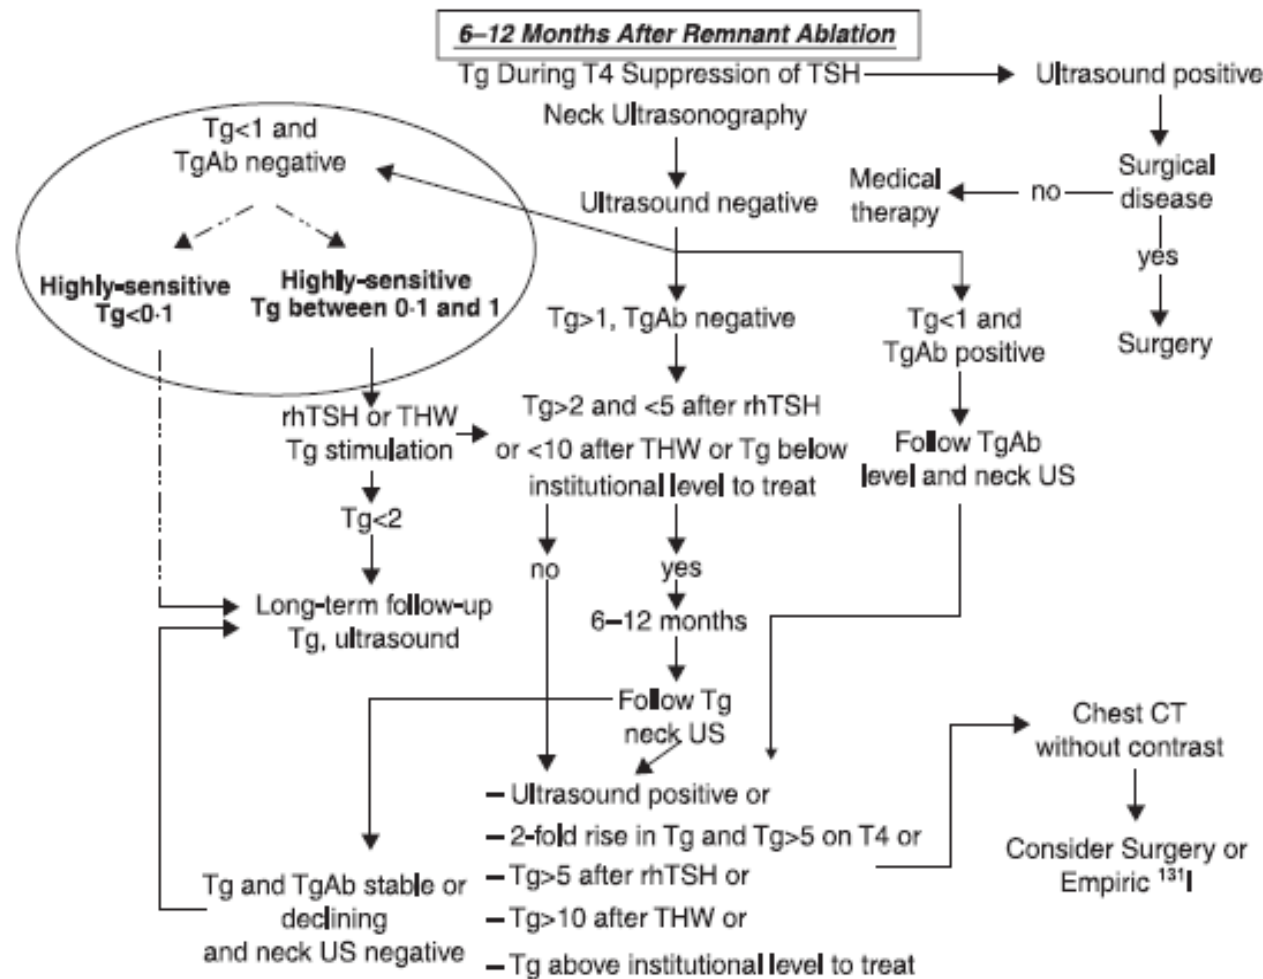 6–12 Months After Remnant Ablation
Tg During T4 Suppression of TSH
Neck Ultrasonography
Ultrasound positive
Tg<1 and
TgAb negative
Ultrasound negative
Medical
therapy
no
Surgical
disease
yes
Surgery
Highly-sensitive
Tg<0·1
Highly-sensitive
Tg between 0·1 and 1
Tg>1, TgAb negative
Tg<1 and
TgAb positive
rhTSH or THW
Tg stimulation
Tg>2 and <5 after rhTSH
or <10 after THW or Tg below
institutional level to treat
Follow TgAb
level and neck US
Tg<2
no
yes
Long-term follow-up
Tg, ultrasound
6–12 months
Follow Tg
neck US
Chest CT
without contrast
Consider Surgery or
Empiric ¹³¹I
– Ultrasound positive or
– 2-fold rise in Tg and Tg>5 on T4 or
– Tg>5 after rhTSH or
– Tg>10 after THW or
– Tg above institutional level to treat
Tg and TgAb stable or
declining
and neck US negative